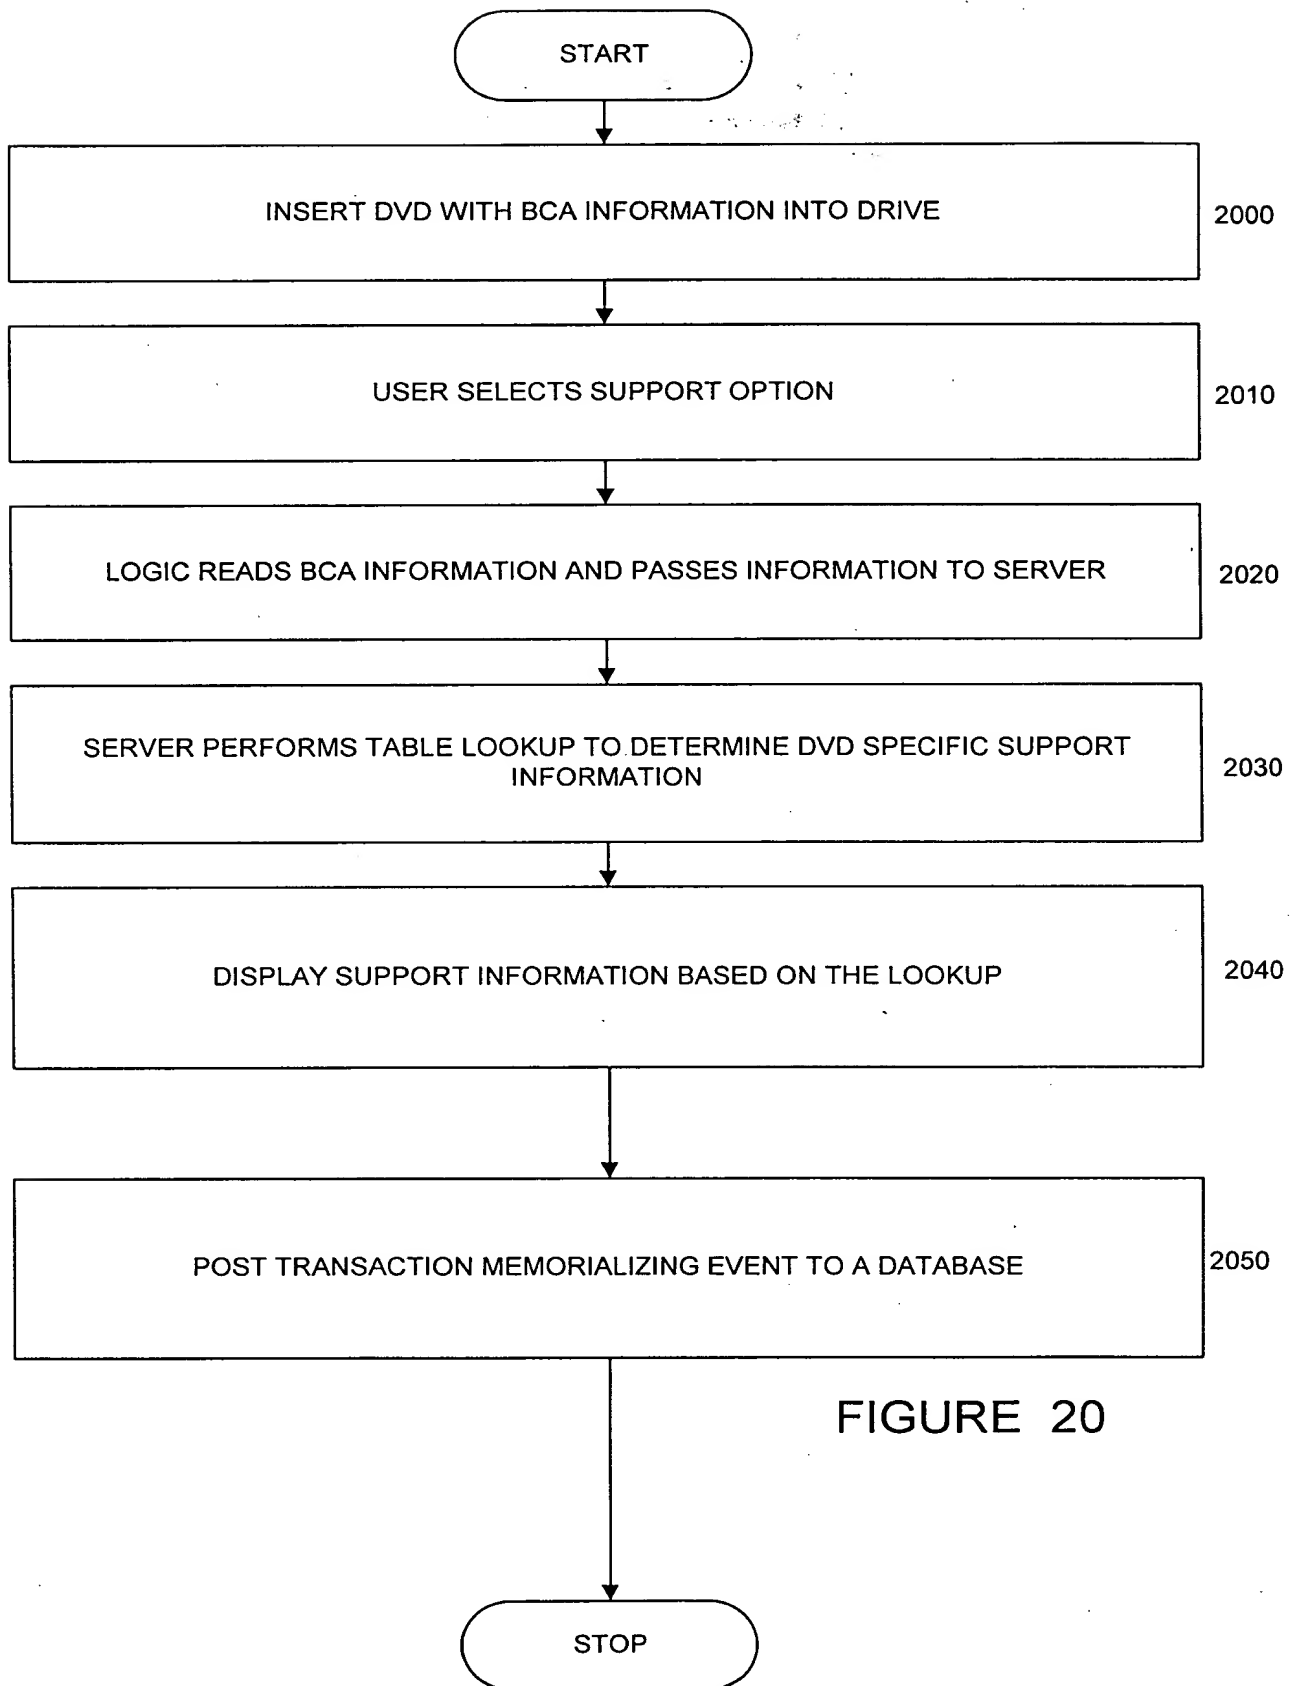 START
INSERT DVD WITH BCA INFORMATION INTO DRIVE
2000
USER SELECTS SUPPORT OPTION
2010
LOGIC READS BCA INFORMATION AND PASSES INFORMATION TO SERVER
2020
SERVER PERFORMS TABLE LOOKUP TO DETERMINE DVD SPECIFIC SUPPORT
INFORMATION
2030
DISPLAY SUPPORT INFORMATION BASED ON THE LOOKUP
2040
POST TRANSACTION MEMORIALIZING EVENT TO A DATABASE
2050
FIGURE 20
STOP